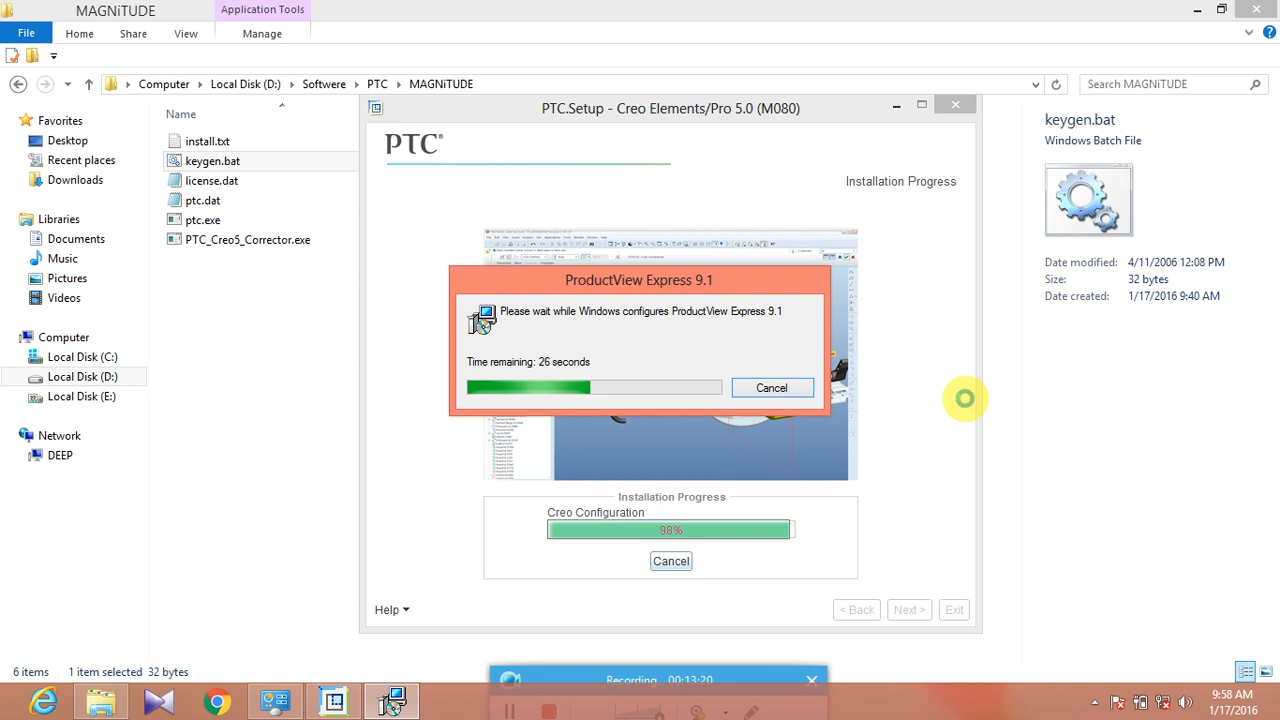 MAGNiTUDE
Application Tools
File
Home
Share
View
Manage
Computer
Local Disk (D:)
Softwere
PTC
MAGNiTUDE
Search MAGNiTUDE
Favorites
Desktop
Recent places
Downloads
Libraries
Documents
Music
Pictures
Videos
Computer
Local Disk (C:)
Local Disk (D:)
Local Disk (E:)
Network
DEEP
Name
install.txt
keygen.bat
license.dat
ptc.dat
ptc.exe
PTC_Creo5_Corrector.exe
PTC.Setup - Creo Elements/Pro 5.0 (M080)
PTC®
Installation Progress
ProductView Express 9.1
Please wait while Windows configures ProductView Express 9.1
Time remaining: 26 seconds
Cancel
Installation Progress
Creo Configuration
98%
Cancel
Help
< Back
Next >
Exit
keygen.bat
Windows Batch File
Date modified: 4/11/2006 12:08 PM
Size: 32 bytes
Date created: 1/17/2016 9:40 AM
6 items
1 item selected 32 bytes
Recording 00:13:20
9:58 AM
1/17/2016